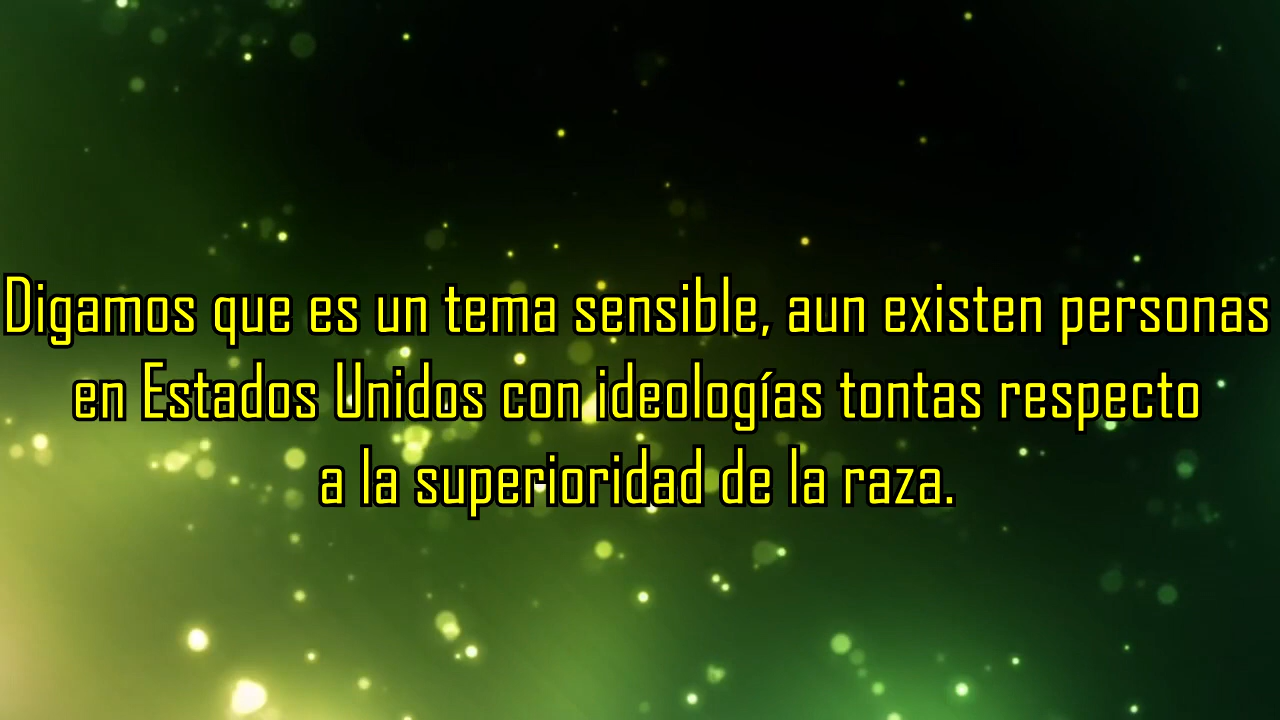 Digamos que es un tema sensible, aun existen personas
en Estados Unidos con ideologías tontas respecto
a la superioridad de la raza.